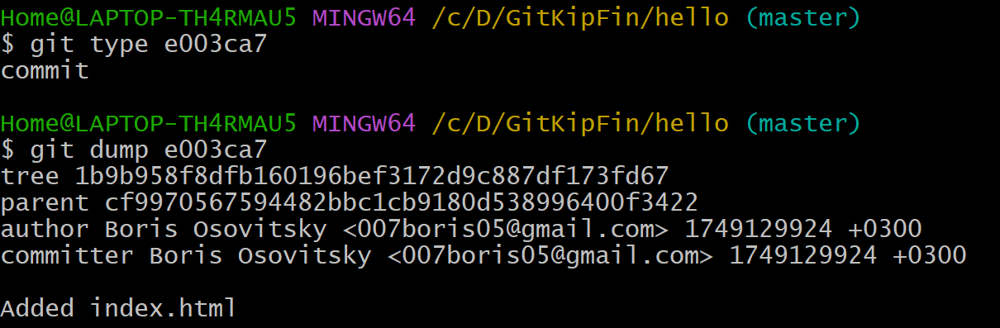 Home@LAPTOP-TH4RMAU5 MINGW64 /c/D/GitKipFin/hello (master)
$ git type e003ca7
commit
Home@LAPTOP-TH4RMAU5 MINGW64 /c/D/GitKipFin/hello (master)
$ git dump e003ca7
tree 1b9b958f8dfb160196bef3172d9c887df173fd67
parent cf9970567594482bbc1cb9180d538996400f3422
author Boris Osovitsky <007boris05@gmail.com> 1749129924 +0300
committer Boris Osovitsky <007boris05@gmail.com> 1749129924 +0300
Added index.html